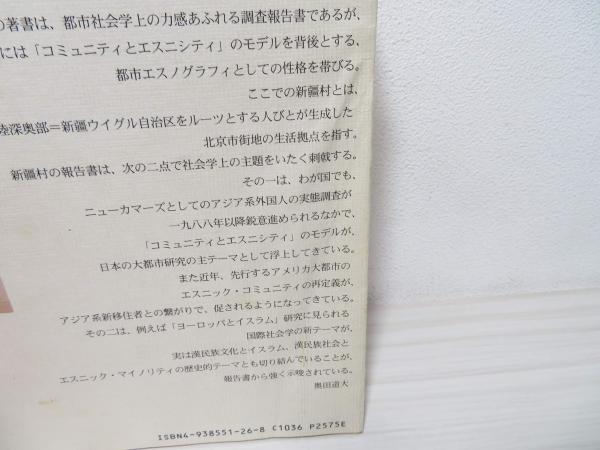 の著書は、都市社会学上の力感あふれる調査報告書であるが、
には「コミュニティとエスニシティ」のモデルを背後とする、
都市エスノグラフィとしての性格を帯びる。
ここでの新疆村とは、
陸深奥部＝新疆ウイグル自治区をルーツとする人びとが生成した
北京市街地の生活拠点を指す。
新疆村の報告書は、次の二点で社会学上の主題をいたく刺戟する。
その一は、わが国でも、
ニューカマーズとしてのアジア系外国人の実態調査が
一九八八年以降鋭意進められるなかで、
「コミュニティとエスニシティ」のモデルが、
日本の大都市研究の主テーマとして浮上してきている。
また近年、先行するアメリカ大都市の
エスニック・コミュニティの再定義が、
アジア系新移住者との繋がりで、促されるようになってきている。
その二は、例えば「ヨーロッパとイスラム」研究に見られる
国際社会学の新テーマが、
実は漢民族文化とイスラム、漢民族社会と
エスニック・マイノリティの歴史的テーマとも切り結んでいることが、
報告書から強く示唆されている。
奥田道大
ISBN4-938551-26-8 C1036 P2575E